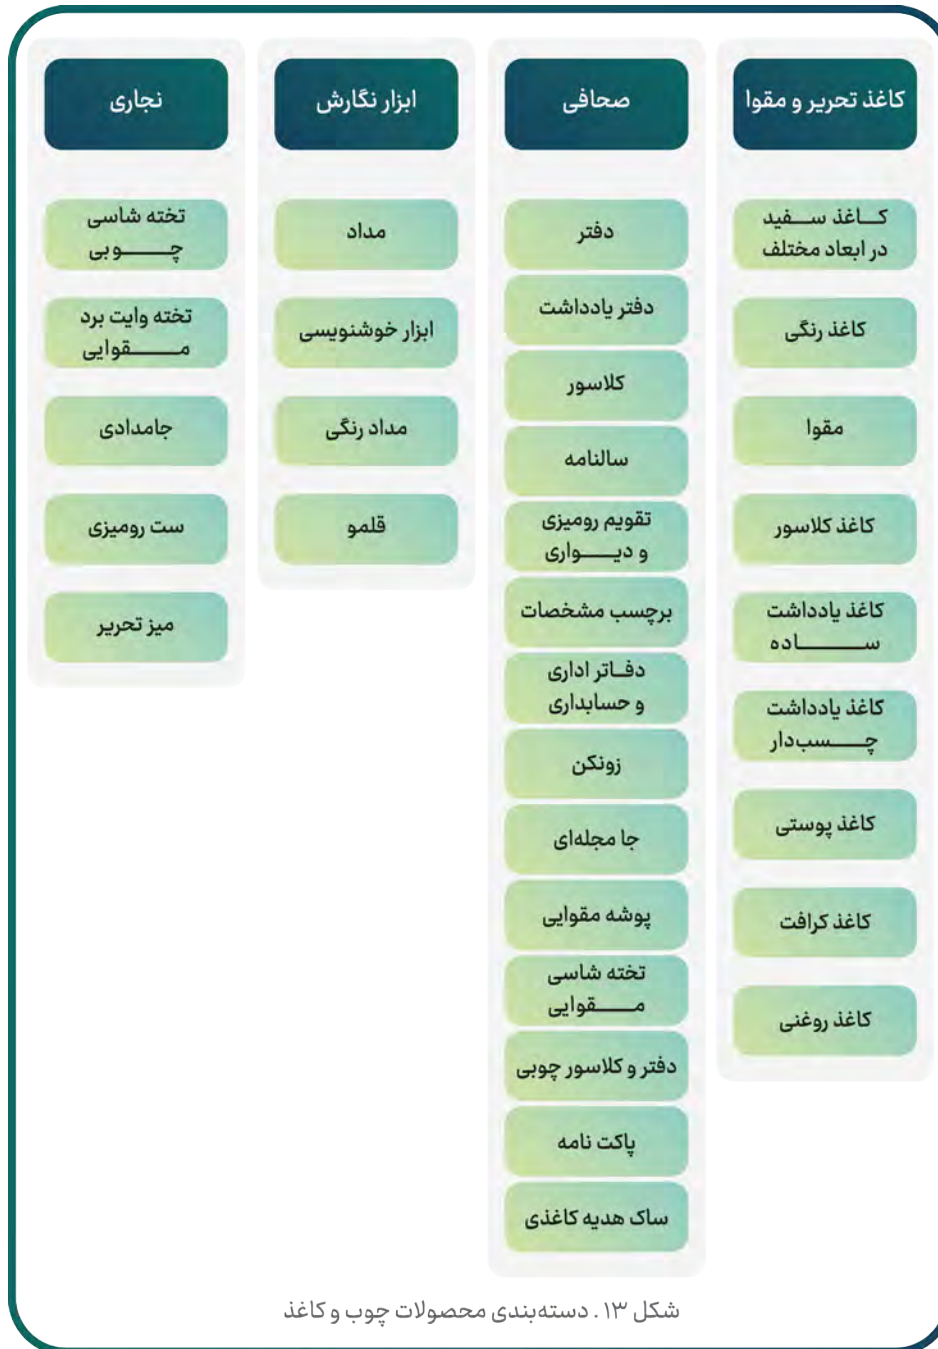 کاغذ تحریر و مقوا
کاغذ سفید
در ابعاد مختلف
کاغذ رنگی
مقوا
کاغذ کلاسور
کاغذ یادداشت
ساده
کاغذ یادداشت
چسب‌دار
کاغذ پوستی
کاغذ کرافت
کاغذ روغنی
صحافی
دفتر
دفتر یادداشت
کلاسور
سالنامه
تقویم رومیزی
و دیواری
برچسب مشخصات
دفاتر اداری
و حسابداری
زونکن
جا مجله‌ای
پوشه مقوایی
تخته شاسی
مقوایی
دفتر و کلاسور چوبی
پاکت نامه
ساک هدیه کاغذی
ابزار نگارش
مداد
ابزار خوشنویسی
مداد رنگی
قلمو
نجاری
تخته شاسی
چوبی
تخته وایت برد
مقوایی
جامدادی
ست رومیزی
میز تحریر
شکل ۱۳. دسته‌بندی محصولات چوب و کاغذ